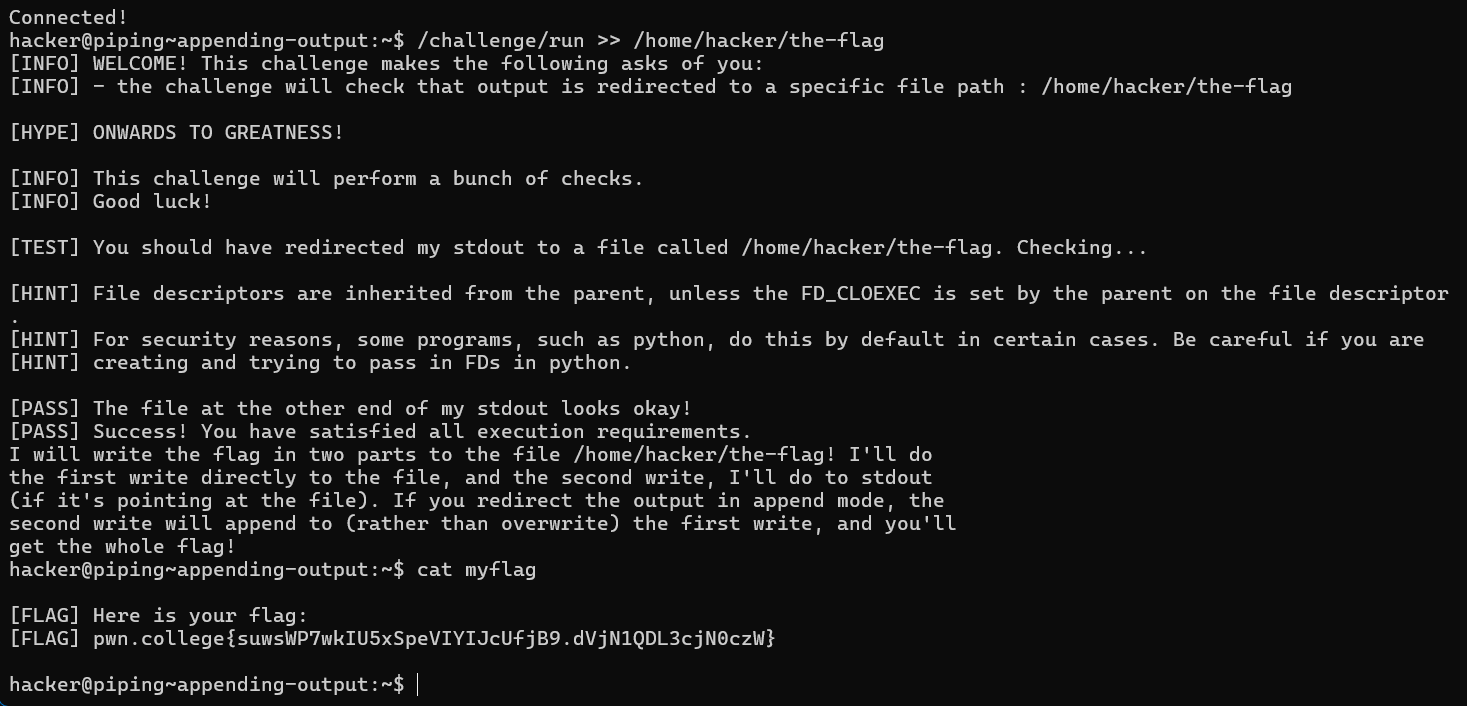 Connected!
hacker@piping~appending-output:~$ /challenge/run >> /home/hacker/the-flag
[INFO] WELCOME! This challenge makes the following asks of you:
[INFO] - the challenge will check that output is redirected to a specific file path : /home/hacker/the-flag
[HYPE] ONWARDS TO GREATNESS!
[INFO] This challenge will perform a bunch of checks.
[INFO] Good luck!
[TEST] You should have redirected my stdout to a file called /home/hacker/the-flag. Checking...
[HINT] File descriptors are inherited from the parent, unless the FD_CLOEXEC is set by the parent on the file descriptor
.
[HINT] For security reasons, some programs, such as python, do this by default in certain cases. Be careful if you are
[HINT] creating and trying to pass in FDs in python.
[PASS] The file at the other end of my stdout looks okay!
[PASS] Success! You have satisfied all execution requirements.
I will write the flag in two parts to the file /home/hacker/the-flag! I'll do
the first write directly to the file, and the second write, I'll do to stdout
(if it's pointing at the file). If you redirect the output in append mode, the
second write will append to (rather than overwrite) the first write, and you'll
get the whole flag!
hacker@piping~appending-output:~$ cat myflag
[FLAG] Here is your flag:
[FLAG] pwn.college{suwsWP7wkIU5xSpeVIYIJcUfjB9.dVjN1QDL3cjN0czW}
hacker@piping~appending-output:~$